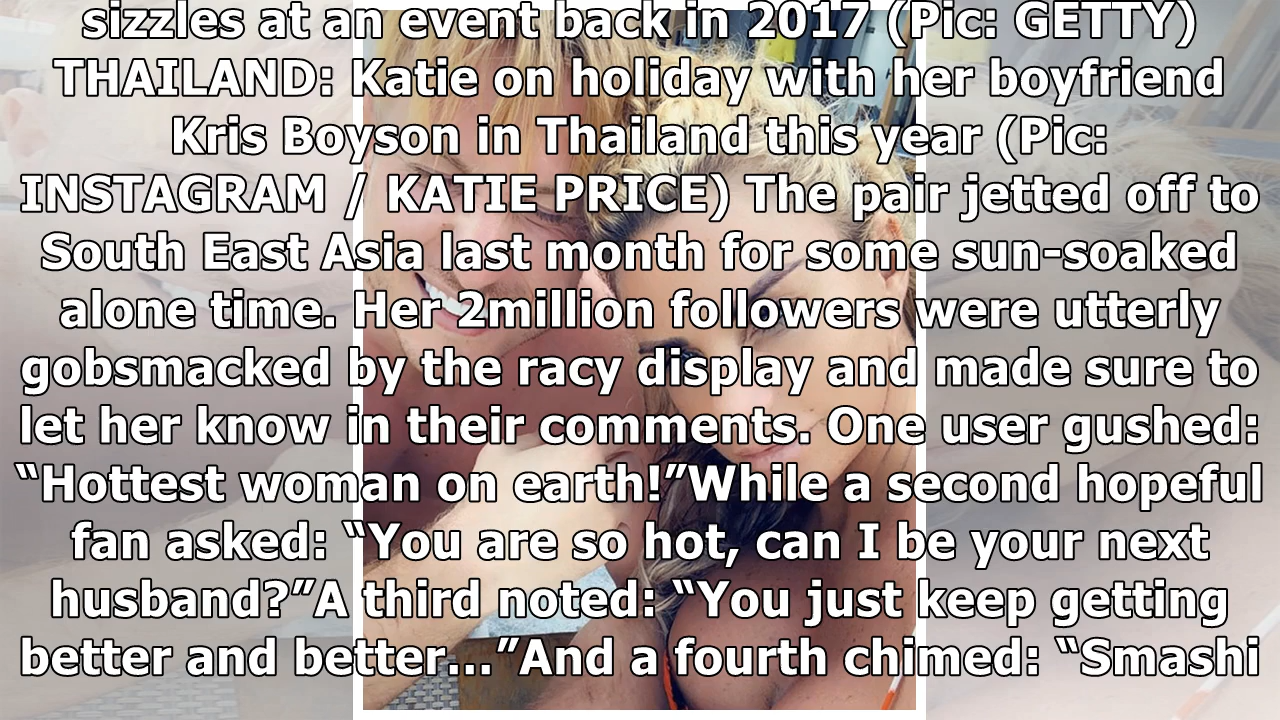 sizzles at an event back in 2017 (Pic: GETTY)
THAILAND: Katie on holiday with her boyfriend
Kris Boyson in Thailand this year (Pic:
INSTAGRAM / KATIE PRICE) The pair jetted off to
South East Asia last month for some sun-soaked
alone time. Her 2million followers were utterly
gobsmacked by the racy display and made sure to
let her know in their comments. One user gushed:
“Hottest woman on earth!”While a second hopeful
fan asked: “You are so hot, can I be your next
husband?”A third noted: “You just keep getting
better and better...”And a fourth chimed: “Smashi